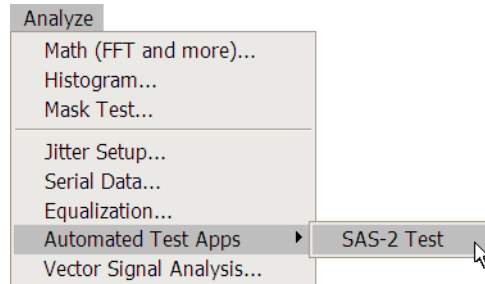 Analyze
Math (FFT and more)...
Histogram...
Mask Test...
Jitter Setup...
Serial Data...
Equalization...
Automated Test Apps
SAS-2 Test
Vector Signal Analysis...